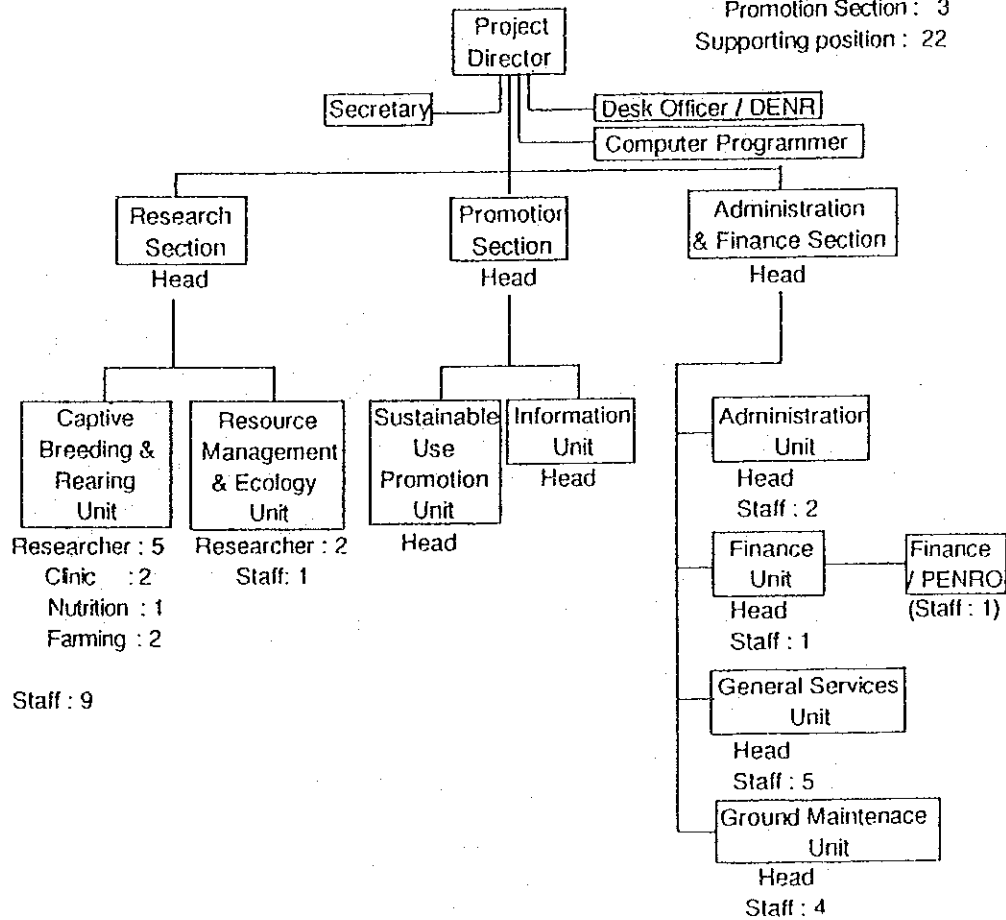 Promotion Section : 3
Supporting position : 22
Project
Director
Secretary
Desk Officer / DENR
Computer Programmer
Research
Section
Head
Promotion
Section
Head
Administration
& Finance Section
Head
Captive
Breeding &
Rearing
Unit
Researcher : 5
Clinic : 2
Nutrition : 1
Farming : 2
Staff : 9
Resource
Management
& Ecology
Unit
Researcher : 2
Staff: 1
Sustainable
Use
Promotion
Unit
Head
Information
Unit
Head
Administration
Unit
Head
Staff : 2
Finance
Unit
Head
Staff : 1
Finance
/ PENRO
(Staff : 1)
General Services
Unit
Head
Staff : 5
Ground Maintenace
Unit
Head
Staff : 4